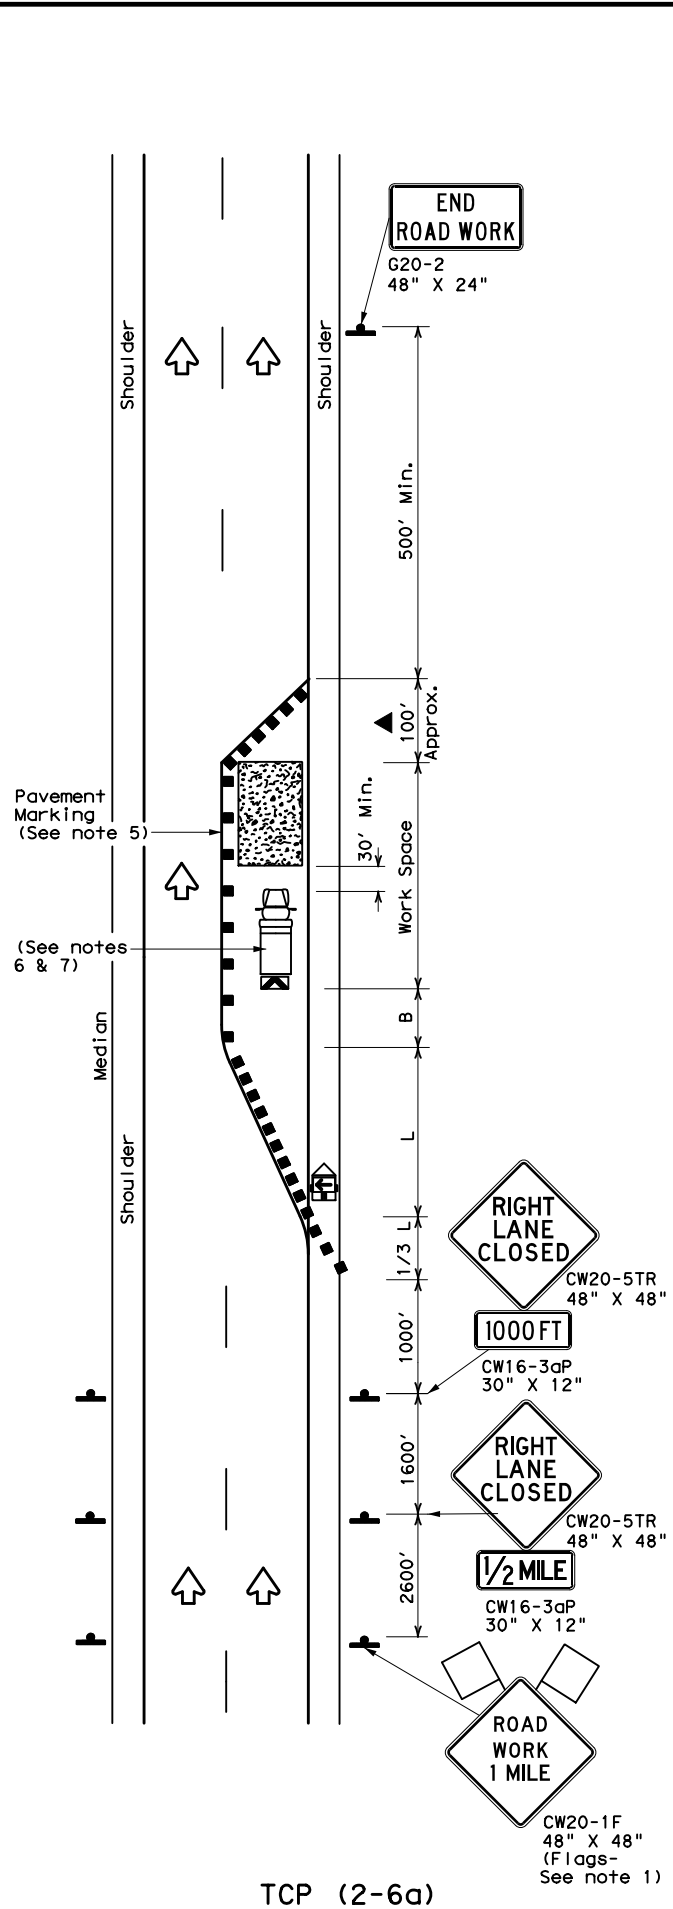 END
ROAD WORK
G20-2
48" X 24"
Shoulder
Shoulder
500' Min.
100'
Approx.
30' Min.
Work Space
Pavement
Marking
(See note 5)
(See notes
6 & 7)
B
Median
Shoulder
L
1/3 L
RIGHT
LANE
CLOSED
CW20-5TR
48" X 48"
1000 FT
CW16-3aP
30" X 12"
1000'
1600'
RIGHT
LANE
CLOSED
CW20-5TR
48" X 48"
1/2 MILE
CW16-3aP
30" X 12"
2600'
ROAD
WORK
1 MILE
CW20-1F
48" X 48"
(Flags-
See note 1)
TCP (2-6a)